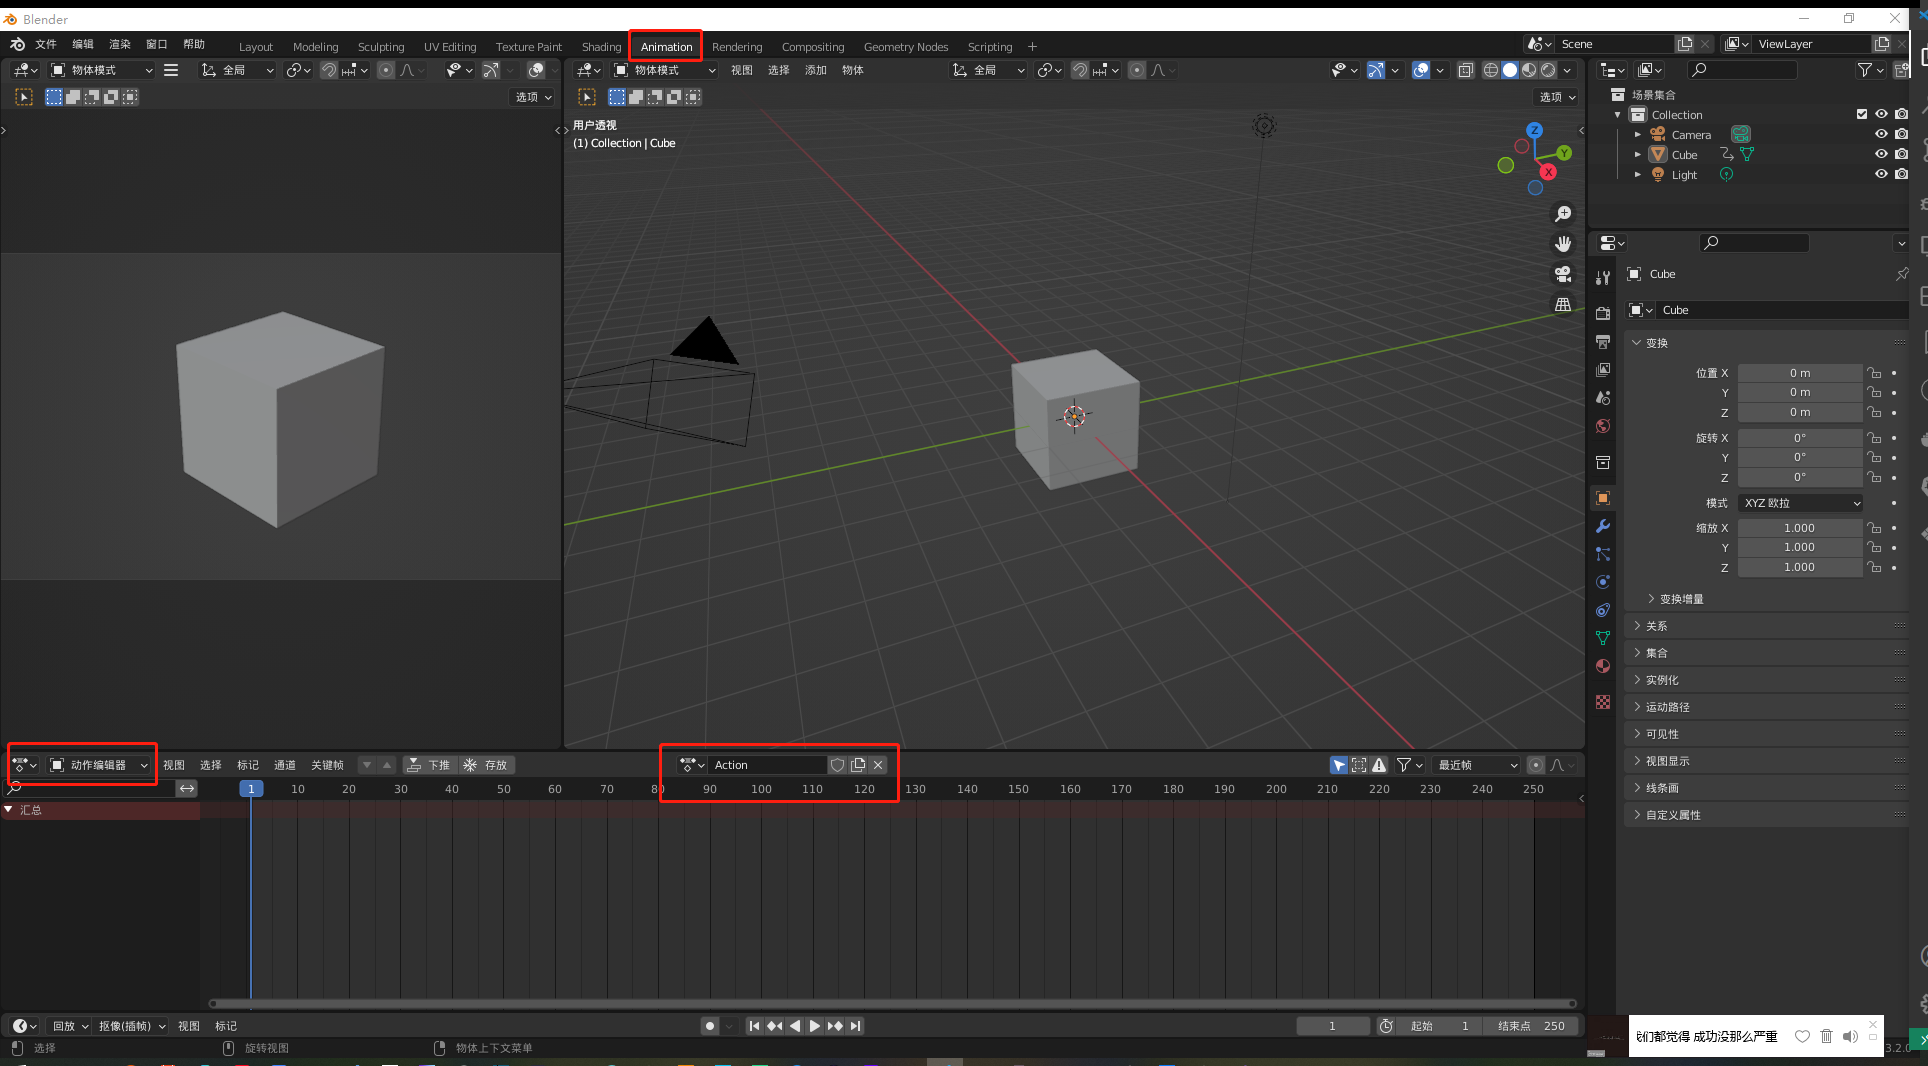 Blender
文件 编辑 渲染 窗口 帮助 Layout Modeling Sculpting UV Editing Texture Paint Shading Animation Rendering Compositing Geometry Nodes Scripting + Scene ViewLayer
物体模式 全局 物体模式 视图 选择 添加 物体 全局
选项 选项
用户透视
(1) Collection | Cube
Z
Y
X
场景集合
Collection
Camera
Cube
Light
Cube
Cube
变换
位置 X 0 m
Y 0 m
Z 0 m
旋转 X 0°
Y 0°
Z 0°
模式 XYZ 欧拉
缩放 X 1.000
Y 1.000
Z 1.000
变换增量
关系
集合
实例化
运动路径
可见性
视图显示
线条画
自定义属性
动作编辑器 视图 选择 标记 通道 关键帧 下推 存放 Action 最近帧
1 10 20 30 40 50 60 70 80 90 100 110 120 130 140 150 160 170 180 190 200 210 220 230 240 250
汇总
回放 抠像(插帧) 视图 标记 1 起始 1 结束点 250
选择 旋转视图 物体上下文菜单 3.2.0
我们都觉得 成功没那么严重